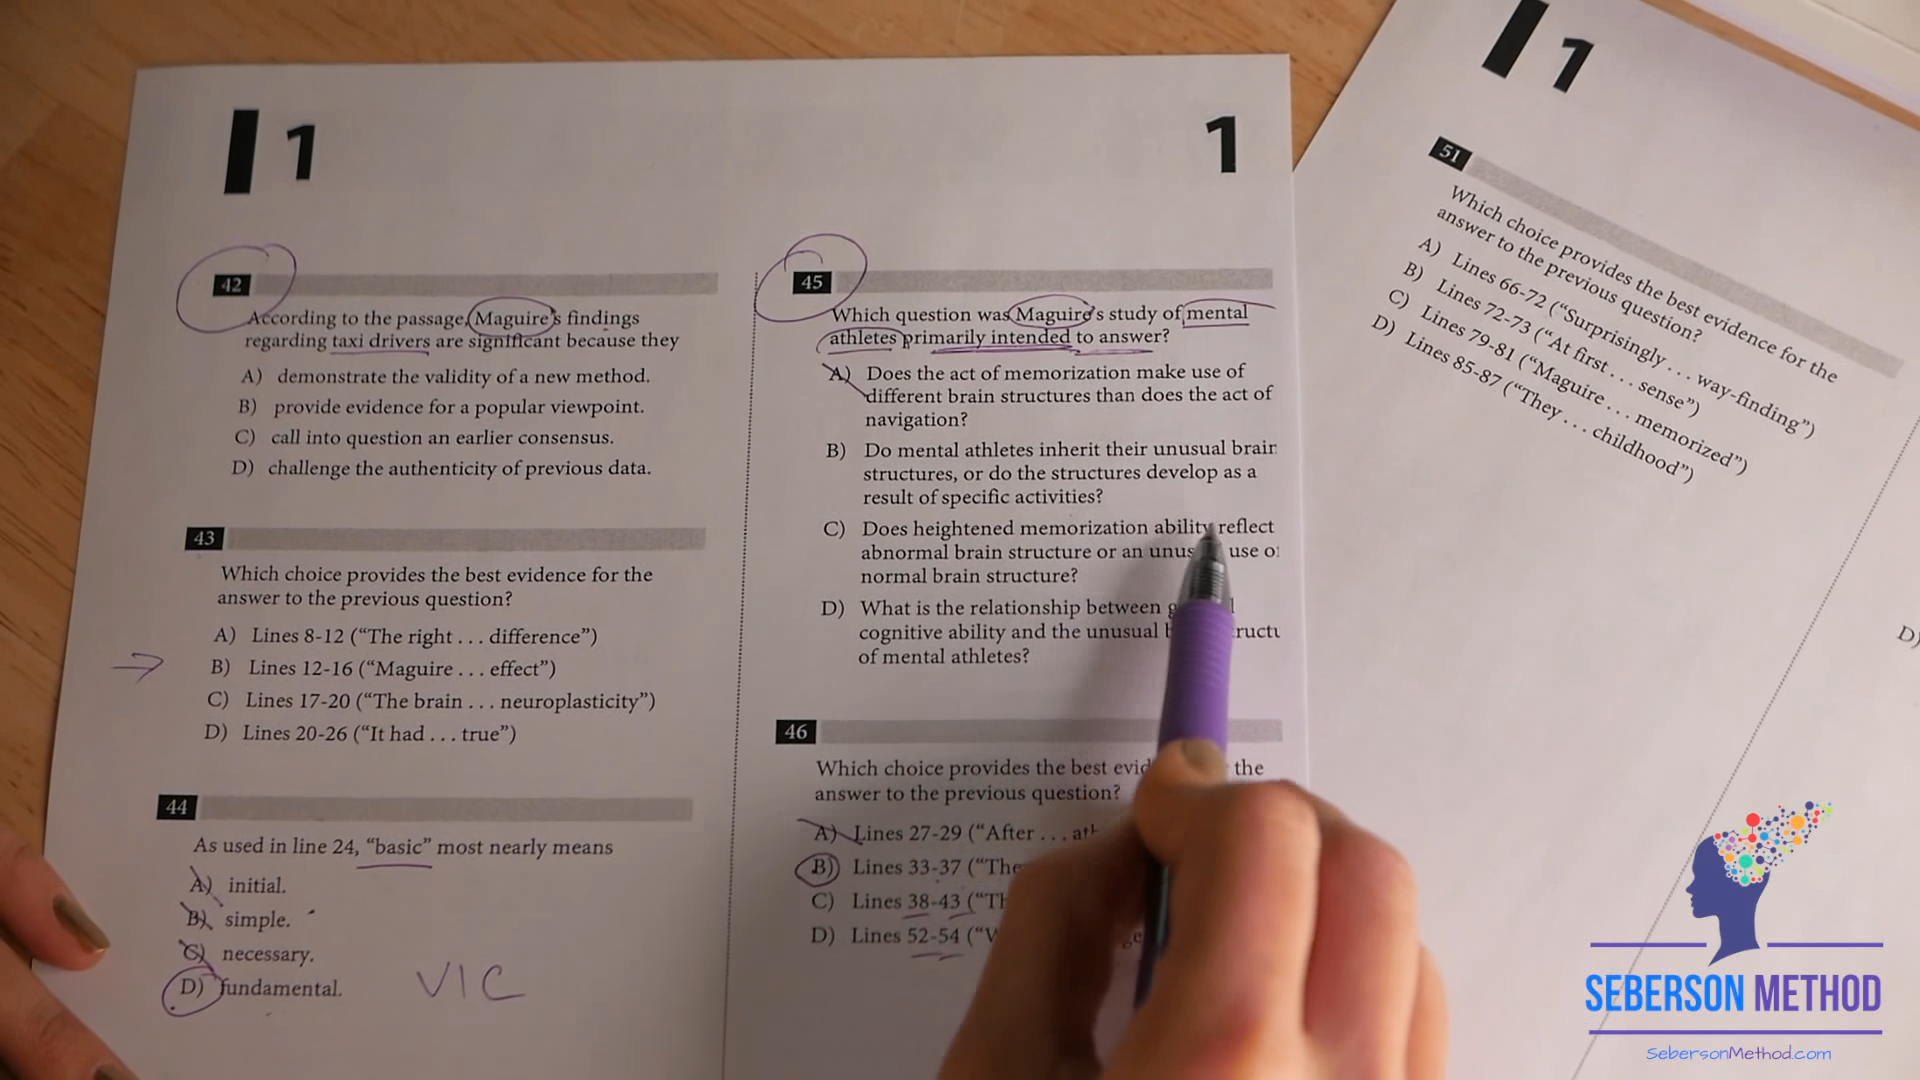 1
1
42
According to the passage, Maguire's findings
regarding taxi drivers are significant because they
A) demonstrate the validity of a new method.
B) provide evidence for a popular viewpoint.
C) call into question an earlier consensus.
D) challenge the authenticity of previous data.
43
Which choice provides the best evidence for the
answer to the previous question?
A) Lines 8-12 (“The right . . . difference”)
B) Lines 12-16 (“Maguire . . . effect”)
C) Lines 17-20 (“The brain . . . neuroplasticity”)
D) Lines 20-26 (“It had . . . true”)
44
As used in line 24, “basic” most nearly means
A) initial.
B) simple.
C) necessary.
D) fundamental.
VIC
45
Which question was Maguire's study of mental
athletes primarily intended to answer?
A) Does the act of memorization make use of
different brain structures than does the act of
navigation?
B) Do mental athletes inherit their unusual brain
structures, or do the structures develop as a
result of specific activities?
C) Does heightened memorization ability reflect
abnormal brain structure or an use
normal brain structure?
D) What is the relationship between
cognitive ability and the unusual
of mental athletes?
46
Which choice provides the best the
answer to the previous question?
A) Lines 27-29 (“After . . .
B) Lines 33-37
C) Lines 38-43
D) Lines 52-54
1
51
Which choice provides the best evidence for the
answer to the previous question?
A) Lines 66-72 (“Surprisingly . . . way-finding”)
B) Lines 72-73 (“At first . . . sense”)
C) Lines 79-81 (“Maguire . . . memorized”)
D) Lines 85-87 (“They . . . childhood”)
D)
SEBERSON METHOD
SebersonMethod.com